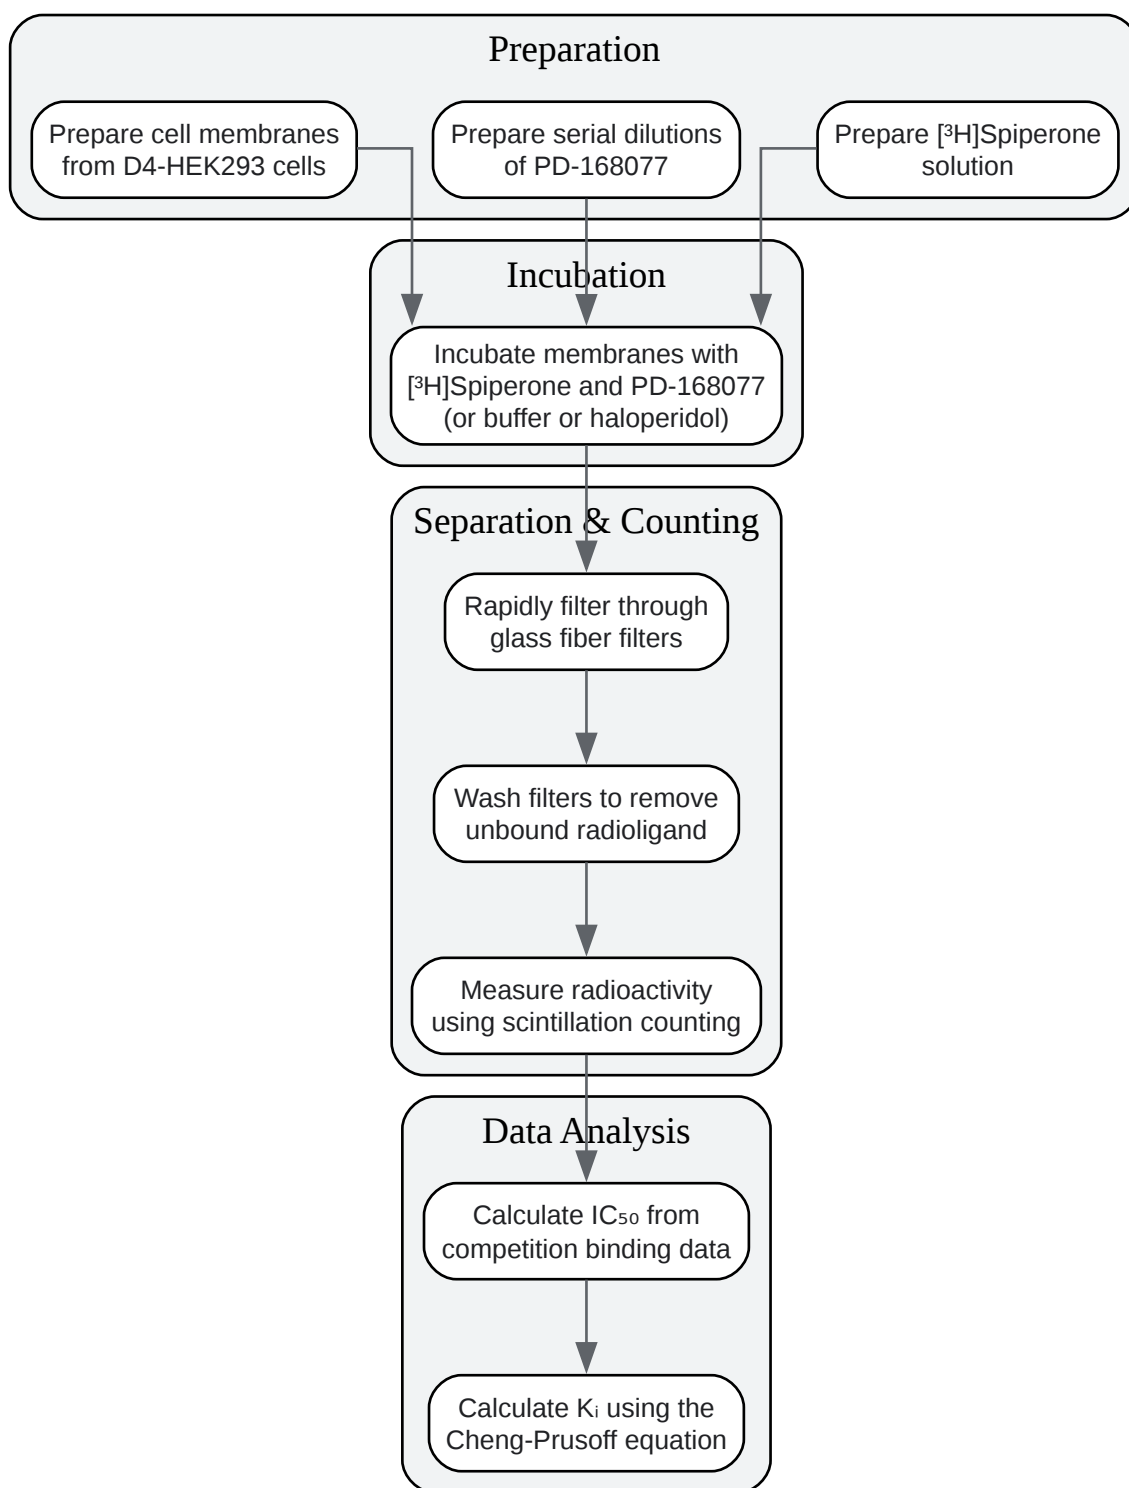 Preparation
Prepare cell membranes
from D4-HEK293 cells
Prepare serial dilutions
of PD-168077
Prepare [³H]Spiperone
solution
Incubation
Incubate membranes with
[³H]Spiperone and PD-168077
(or buffer or haloperidol)
Separation & Counting
Rapidly filter through
glass fiber filters
Wash filters to remove
unbound radioligand
Measure radioactivity
using scintillation counting
Data Analysis
Calculate IC₅₀ from
competition binding data
Calculate Kᵢ using the
Cheng-Prusoff equation